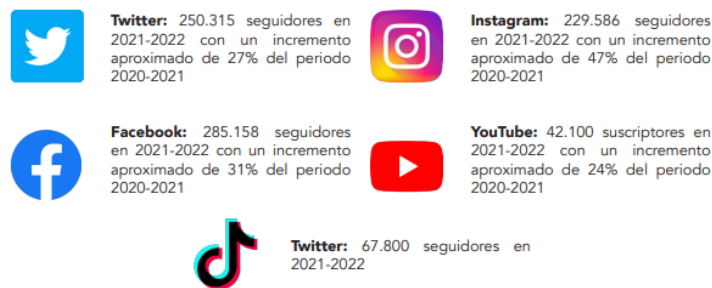 Twitter: 250.315 seguidores en
2021-2022 con un incremento
aproximado de 27% del periodo
2020-2021
Instagram: 229.586 seguidores
en 2021-2022 con un incremento
aproximado de 47% del periodo
2020-2021
Facebook: 285.158 seguidores
en 2021-2022 con un incremento
aproximado de 31% del periodo
2020-2021
YouTube: 42.100 suscriptores en
2021-2022 con un incremento
aproximado de 24% del periodo
2020-2021
Twitter: 67.800 seguidores en
2021-2022